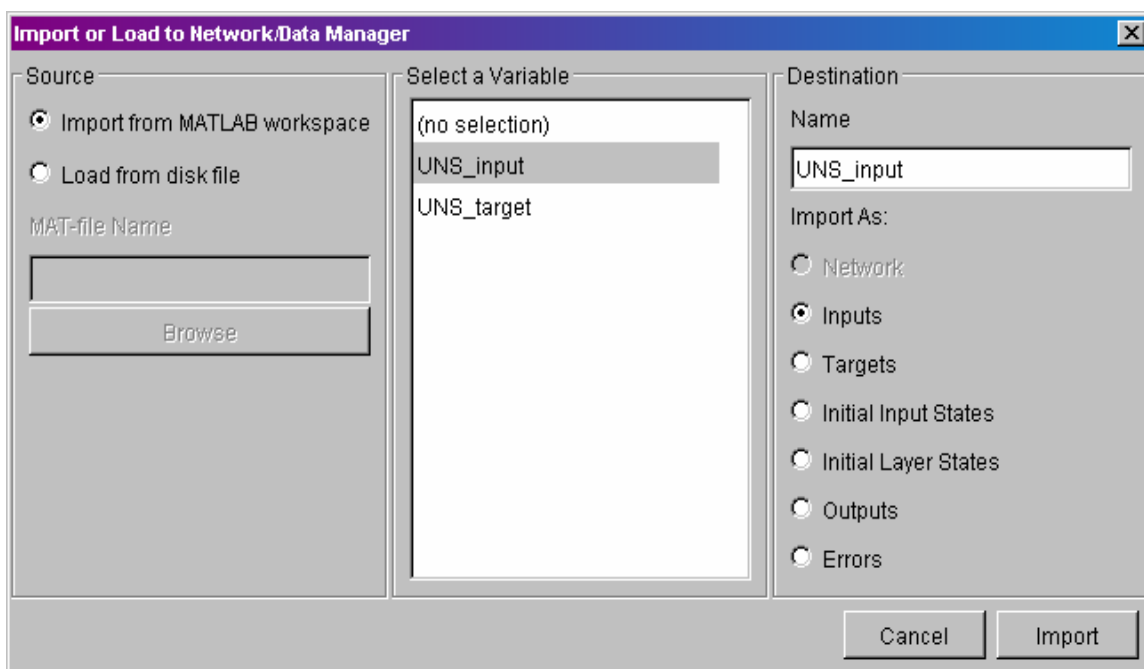 Import or Load to Network/Data Manager
Source
Import from MATLAB workspace
Load from disk file
MAT-file Name
Browse
Select a Variable
(no selection)
UNS_input
UNS_target
Destination
Name
UNS_input
Import As:
Network
Inputs
Targets
Initial Input States
Initial Layer States
Outputs
Errors
Cancel
Import